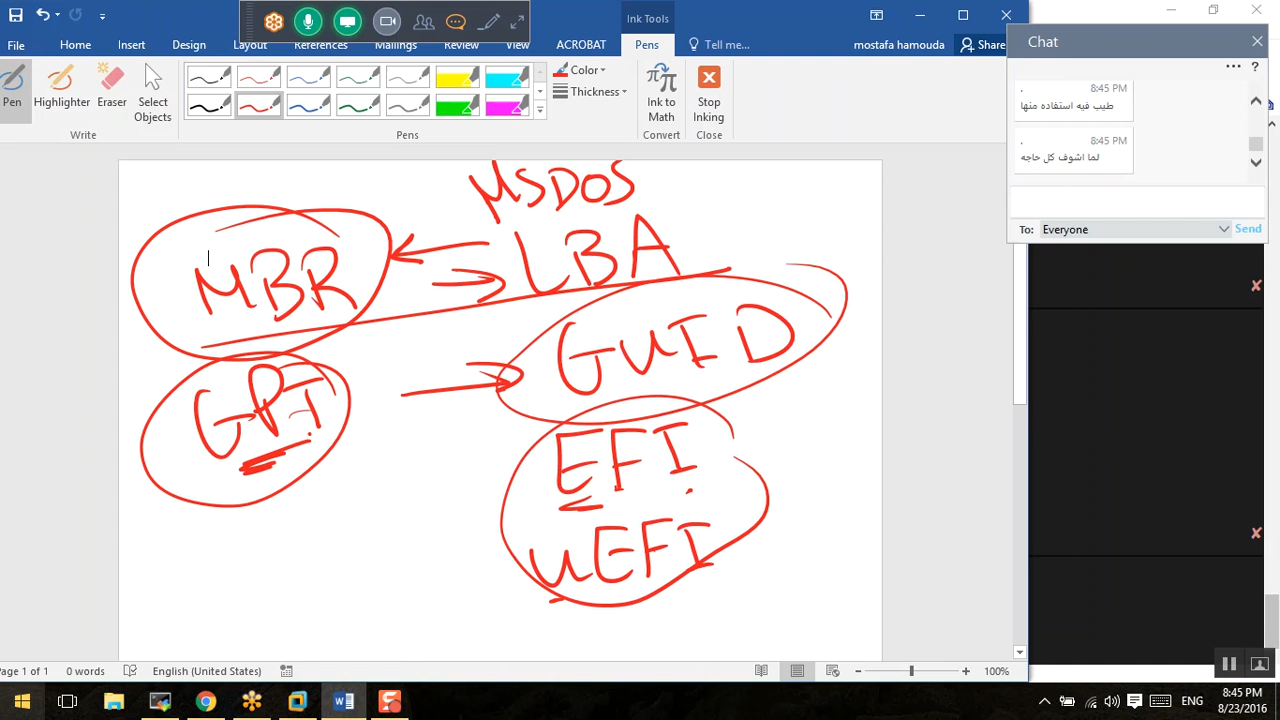 Ink Tools
File Home Insert Design Layout References Mailings Review View ACROBAT Pens Tell me... mostafa hamouda Share
Pen Highlighter Eraser Select Objects
Color
Thickness
Ink to Math
Stop Inking
Write Pens Convert Close
Chat
.
8:45 PM
طيب فيه استفاده منها
.
8:45 PM
لما اشوف كل حاجه
To: Everyone Send
MSDOS
MBR LBA
GUID
GPT
EFI
UEFI
Page 1 of 1 0 words English (United States) 100%
ENG 8:45 PM
8/23/2016